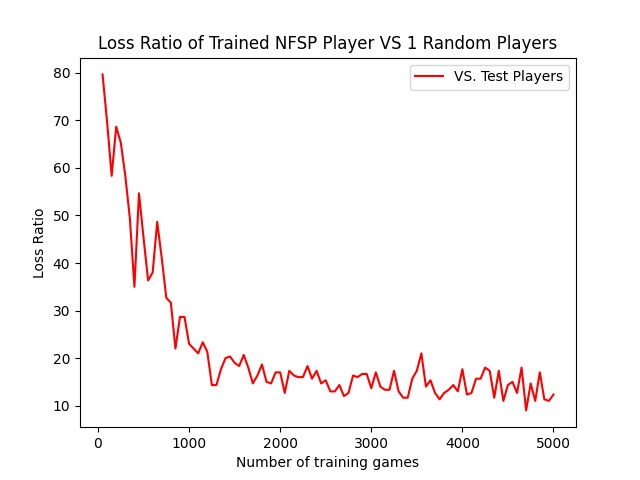 Loss Ratio of Trained NFSP Player VS 1 Random Players
VS. Test Players
80
70
60
50
40
30
20
10
Loss Ratio
0 1000 2000 3000 4000 5000
Number of training games